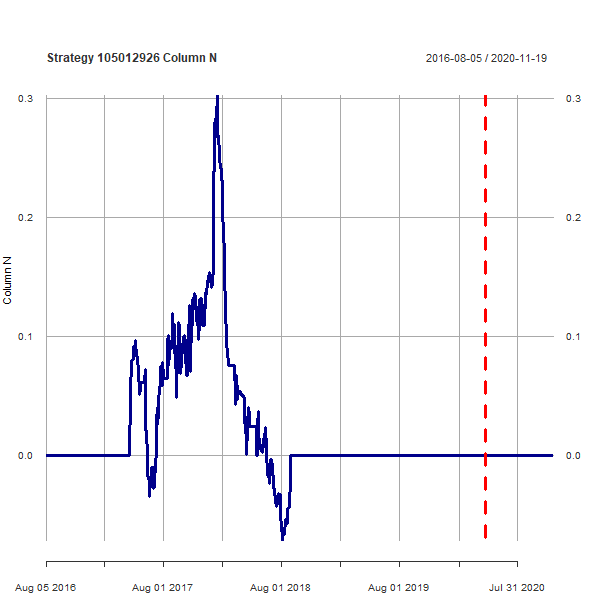 Strategy 105012926 Column N
2016-08-05 / 2020-11-19
0.3
0.3
0.2
0.2
Column N
0.1
0.1
0.0
0.0
Aug 05 2016
Aug 01 2017
Aug 01 2018
Aug 01 2019
Jul 31 2020